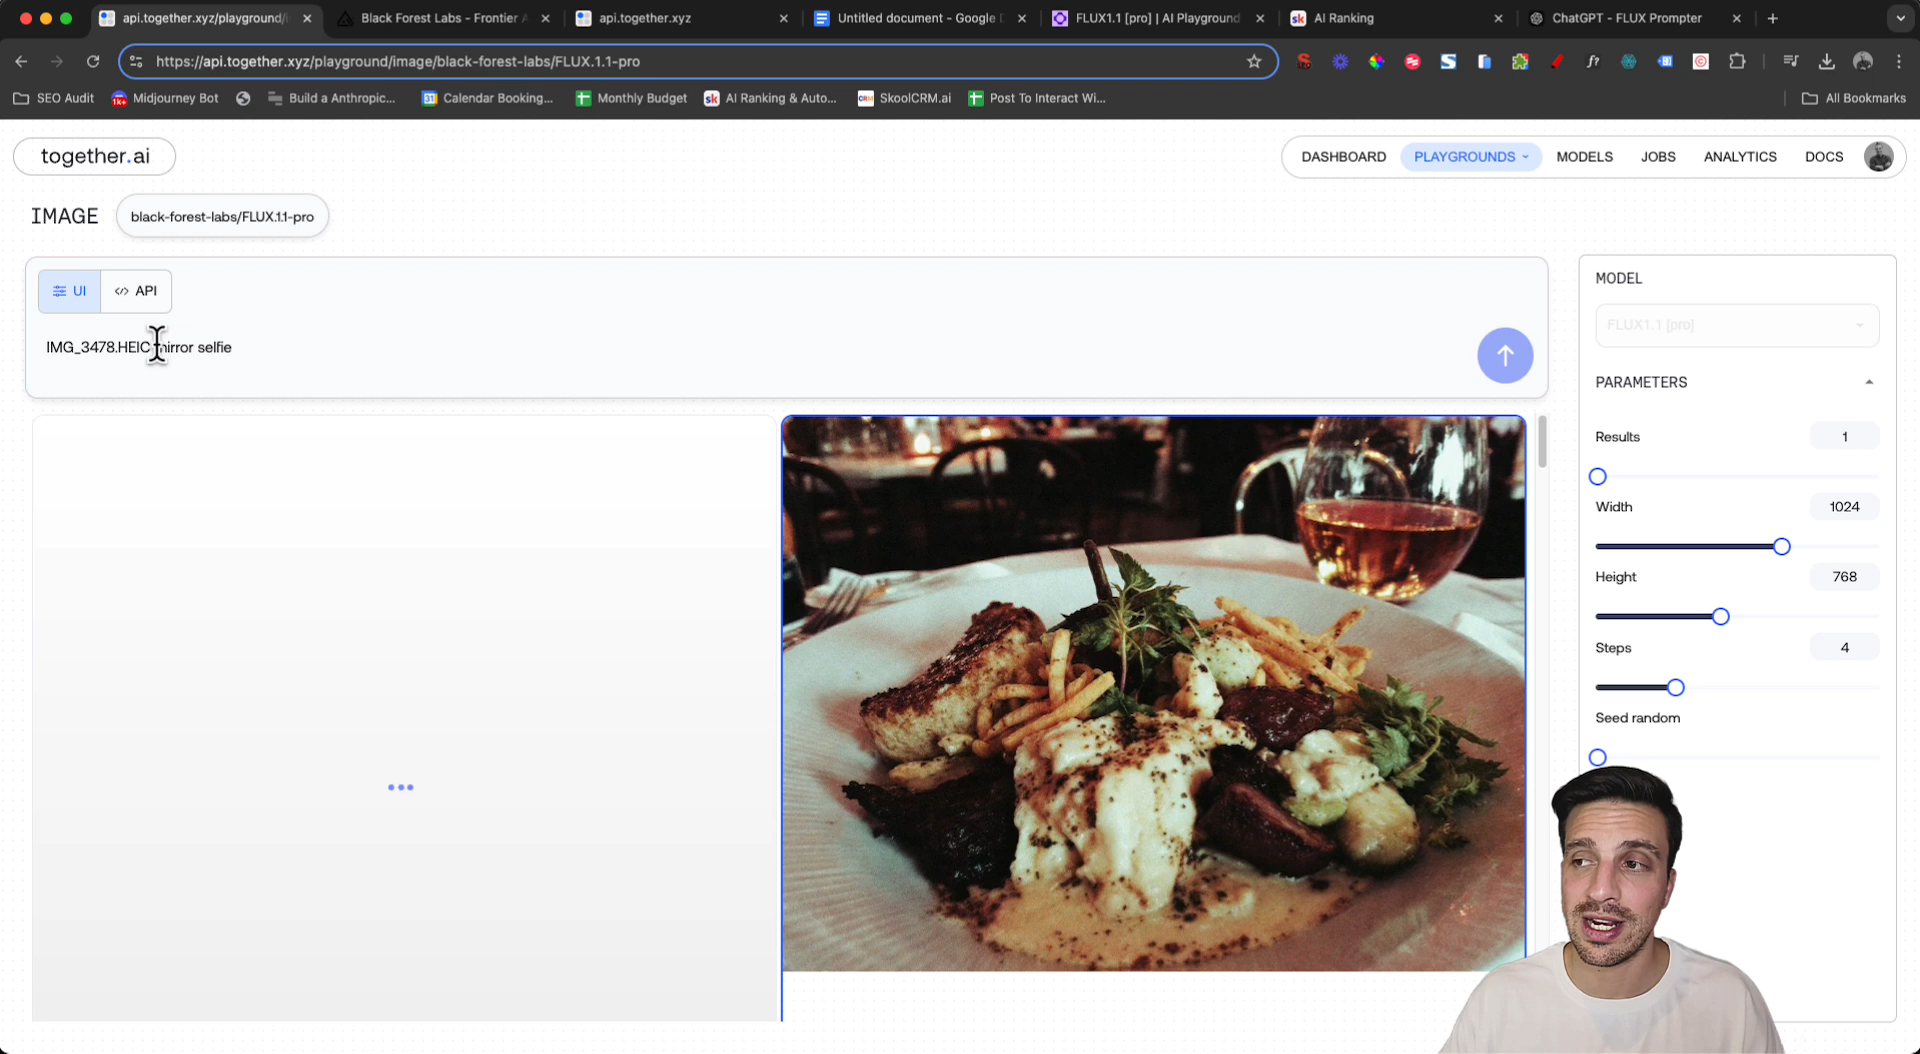 api.together.xyz/playground/i
Black Forest Labs - Frontier A
api.together.xyz
Untitled document - Google D
FLUX1.1 [pro] | AI Playground
sk AI Ranking
ChatGPT - FLUX Prompter
https://api.together.xyz/playground/image/black-forest-labs/FLUX.1.1-pro
f?
SEO Audit
1k+ Midjourney Bot
Build a Anthropic...
31 Calendar Booking...
Monthly Budget
sk AI Ranking & Auto...
CRM SkoolCRM.ai
Post To Interact Wi...
All Bookmarks
together.ai
DASHBOARD
PLAYGROUNDS
MODELS
JOBS
ANALYTICS
DOCS
IMAGE
black-forest-labs/FLUX.1.1-pro
UI
API
IMG_3478.HEIC mirror selfie
MODEL
FLUX1.1 [pro]
PARAMETERS
Results 1
Width 1024
Height 768
Steps 4
Seed random